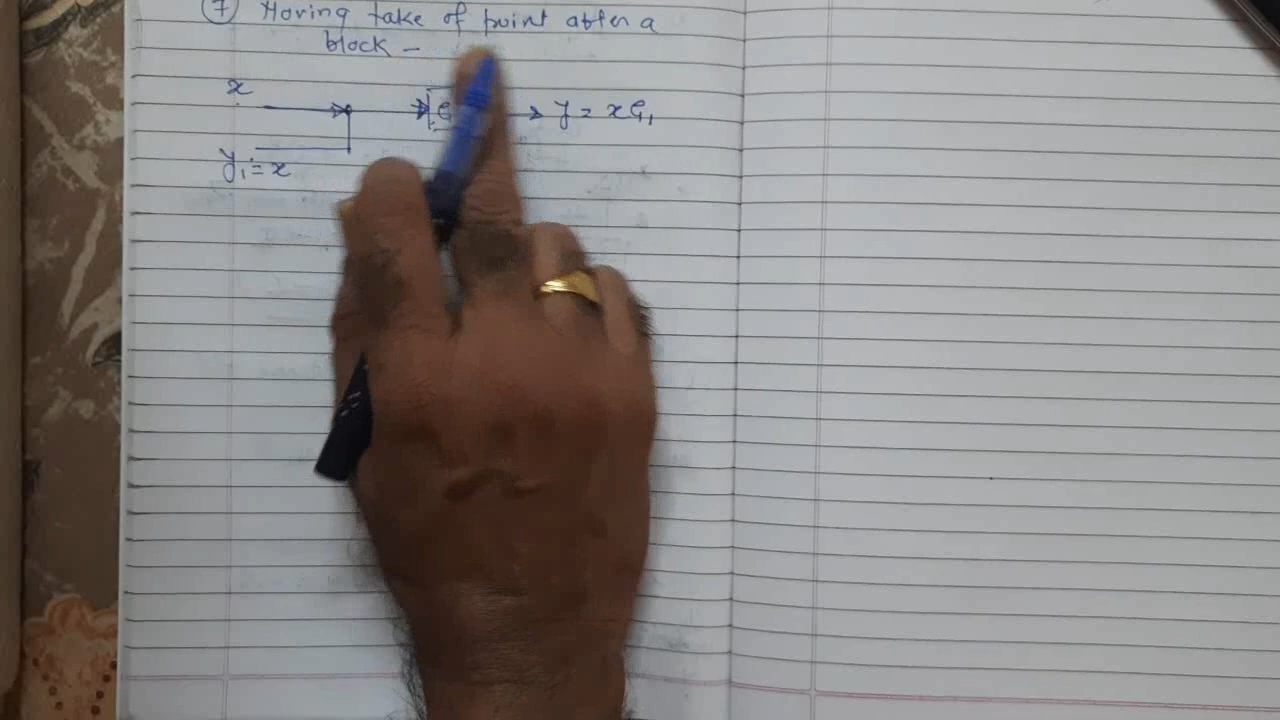 ⑦ Moving take of point after a
block -
x
G y = xG₁
y₁ = x